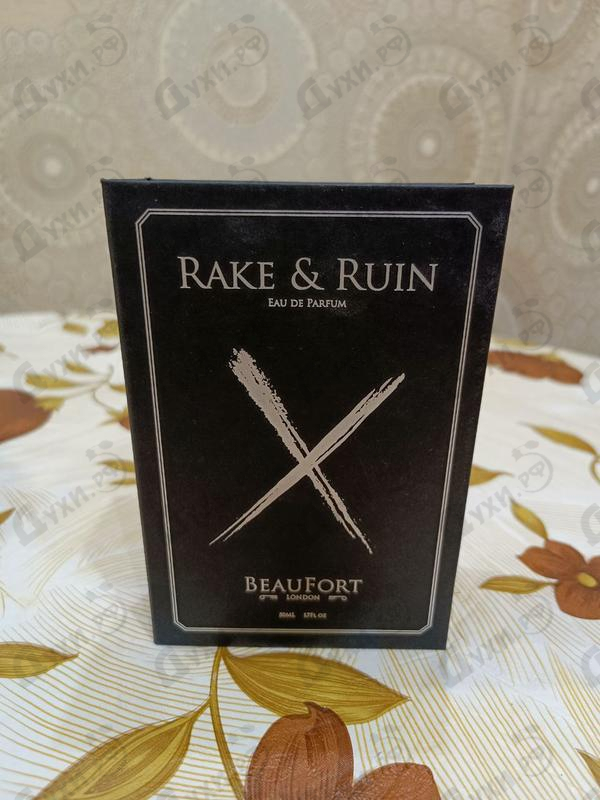 RAKE & RUIN
EAU DE PARFUM
BEAUFORT
LONDON
50ML 1.7FL OZ
Духи.РФ